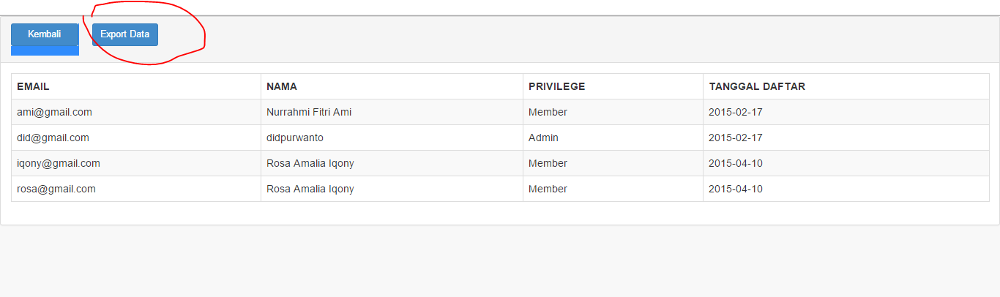 Kembali Export Data
EMAIL NAMA PRIVILEGE TANGGAL DAFTAR
ami@gmail.com Nurrahmi Fitri Ami Member 2015-02-17
did@gmail.com didpurwanto Admin 2015-02-17
iqony@gmail.com Rosa Amalia Iqony Member 2015-04-10
rosa@gmail.com Rosa Amalia Iqony Member 2015-04-10